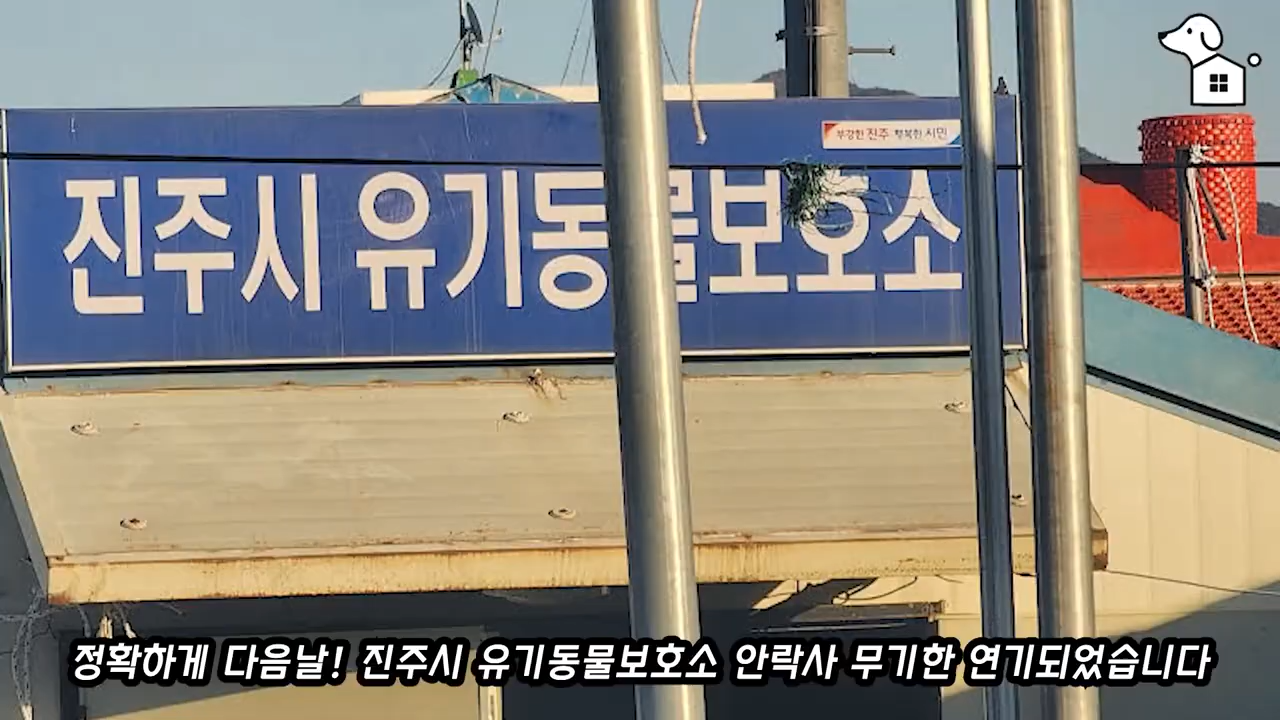 부강한 진주 행복한 시민
진주시 유기동물보호소
정확하게 다음날! 진주시 유기동물보호소 안락사 무기한 연기되었습니다